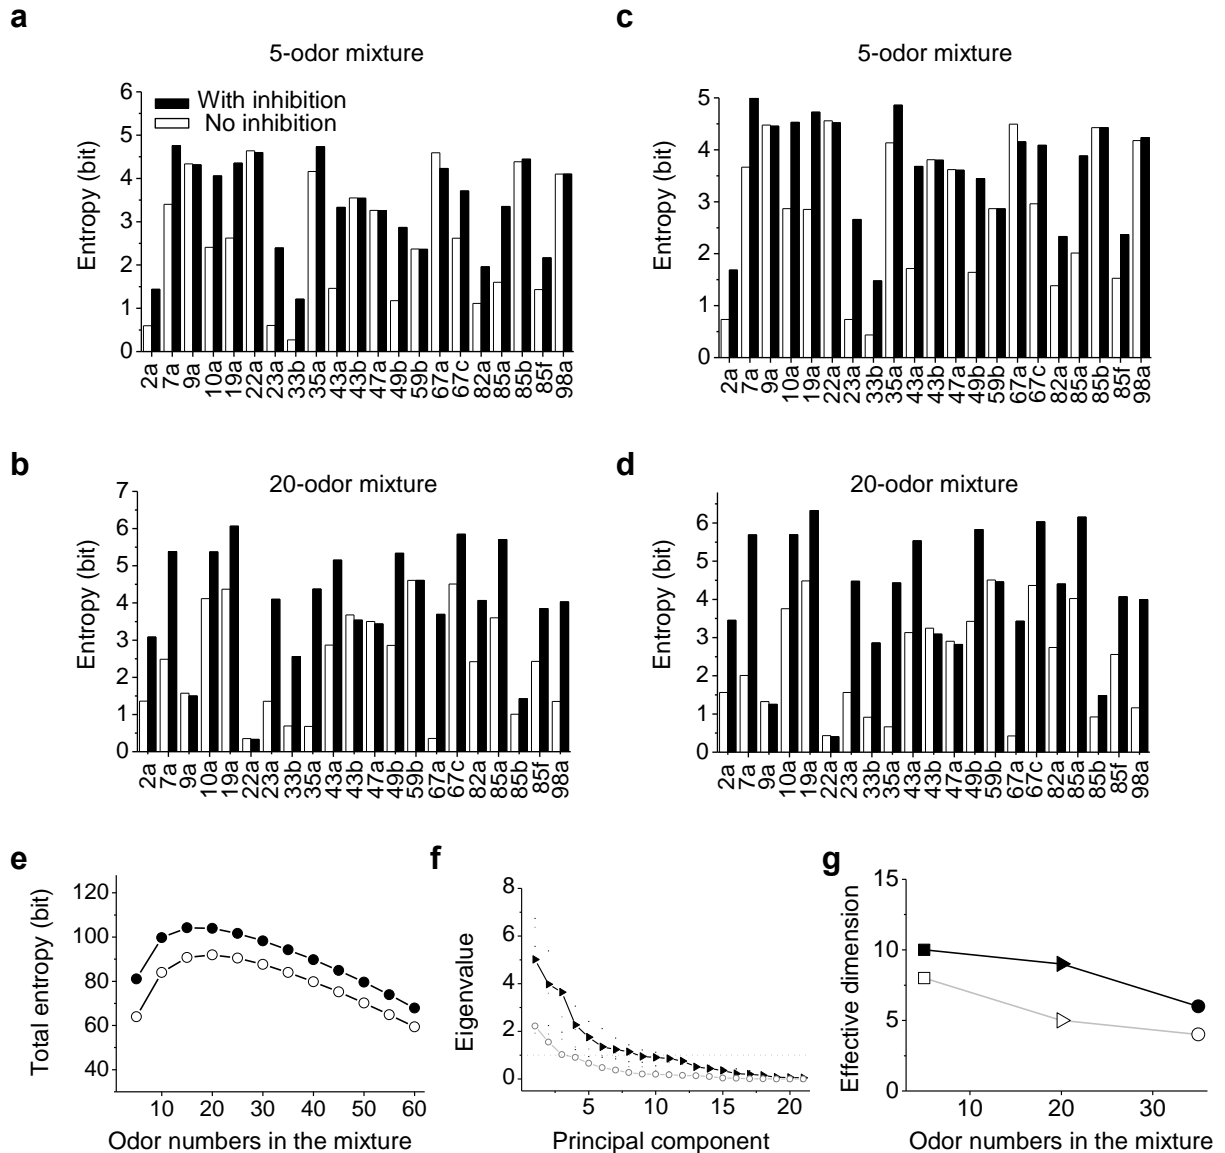 a
5-odor mixture
With inhibition
No inhibition
Entropy (bit)
6
5
4
3
2
1
0
2a 7a 9a 10a 19a 22a 23a 33b 35a 43a 43b 47a 49b 59b 67a 67c 82a 85a 85b 85f 98a
c
5-odor mixture
Entropy (bit)
5
4
3
2
1
0
2a 7a 9a 10a 19a 22a 23a 33b 35a 43a 43b 47a 49b 59b 67a 67c 82a 85a 85b 85f 98a
b
20-odor mixture
Entropy (bit)
7
6
5
4
3
2
1
0
2a 7a 9a 10a 19a 22a 23a 33b 35a 43a 43b 47a 49b 59b 67a 67c 82a 85a 85b 85f 98a
d
20-odor mixture
Entropy (bit)
6
5
4
3
2
1
0
2a 7a 9a 10a 19a 22a 23a 33b 35a 43a 43b 47a 49b 59b 67a 67c 82a 85a 85b 85f 98a
e
Total entropy (bit)
120
100
80
60
40
10 20 30 40 50 60
Odor numbers in the mixture
f
Eigenvalue
8
6
4
2
0
5 10 15 20
Principal component
g
Effective dimension
15
10
5
0
10 20 30
Odor numbers in the mixture